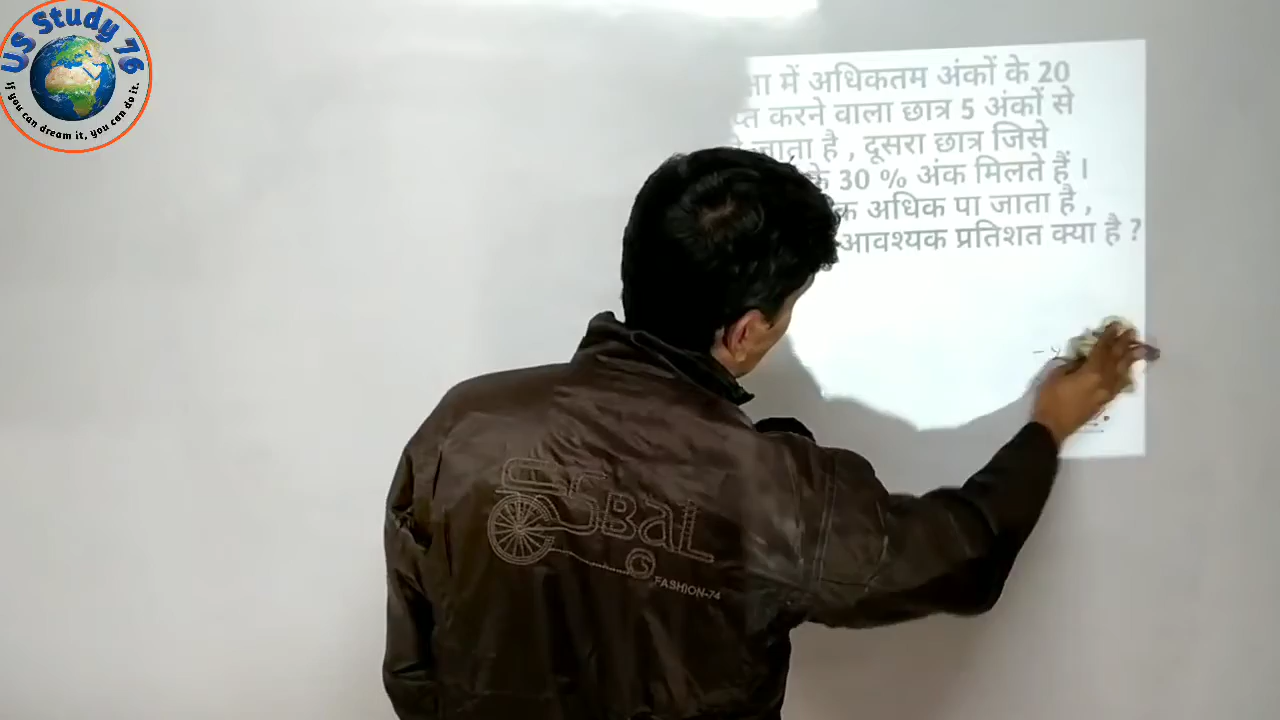 US Study 76
If you can dream it, you can do it.
में अधिकतम अंकों के 20
करने वाला छात्र 5 अंकों से
जाता है , दूसरा छात्र जिसे
के 30 % अंक मिलते हैं ।
अधिक पा जाता है ,
आवश्यक प्रतिशत क्या है ?
BAL
FASHION-74